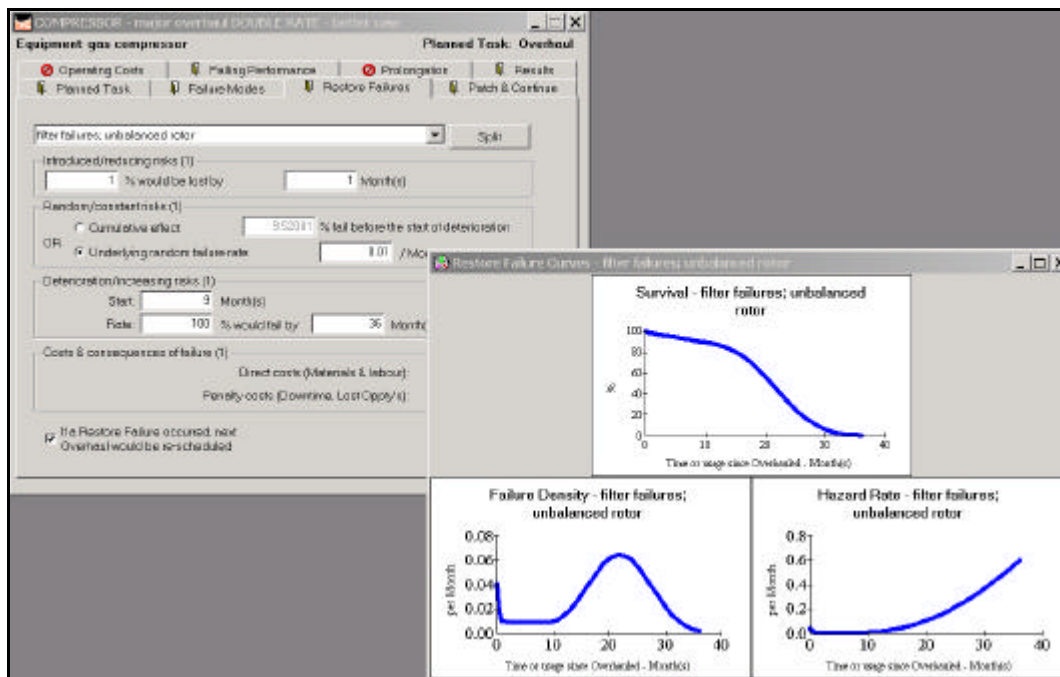 COMPRESSOR - major overhaul DOUBLE RATE - better saw
Equipment gas compressor
Planned Task: Overhaul
Operating Costs
Falling Performance
Prolongation
Results
Planned Task
Failure Modes
Restore Failures
Patch & Continue
filter failures; unbalanced rotor
Split
Introduced/reducing risks (1)
1 % would be lost by 1 Month(s)
Random/constant risks (1)
Cumulative effect % fail before the start of deterioration
OR
Underlying random failure rate 0.01 / Mo
Deterioration/increasing risks (1)
Start: 9 Month(s)
Rate: 100 % would fail by 36 Month(
Costs & consequences of failure (1)
Direct costs (Materials & labour):
Penalty costs (Downtime, Lost Oppty's):
If a Restore Failure occurred, next
Overhaul would be re-scheduled
Restore Failure Curves - filter failures; unbalanced rotor
Survival - filter failures; unbalanced
rotor
100
80
60
40
20
0
%
0 10 20 30 40
Time or usage since Overhauled - Month(s)
Failure Density - filter failures;
unbalanced rotor
0.08
0.06
0.04
0.02
0.00
per Month
0 10 20 30 40
Time or usage since Overhauled - Month(s)
Hazard Rate - filter failures;
unbalanced rotor
0.8
0.6
0.4
0.2
0.0
per Month
0 10 20 30 40
Time or usage since Overhauled - Month(s)